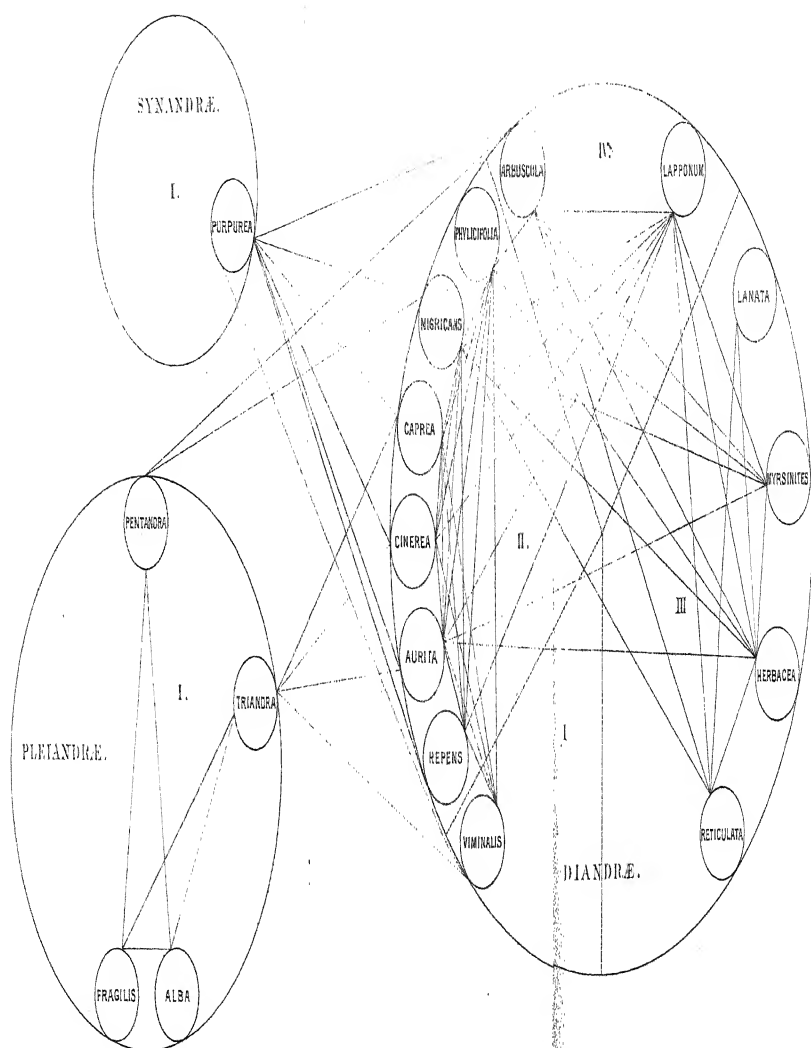 SYNANDRÆ.
I.
PURPUREA
PLEIANDRÆ.
I.
PENTANDRA
TRIANDRA
FRAGILIS
ALBA
DIANDRÆ.
IV
ARBUSCULA
LAPPONUM
PHYLICIFOLIA
LANATA
NIGRICANS
CAPREA
MYRSINITES
CINEREA
II.
III
AURITA
HERBACEA
REPENS
I
VIMINALIS
RETICULATA